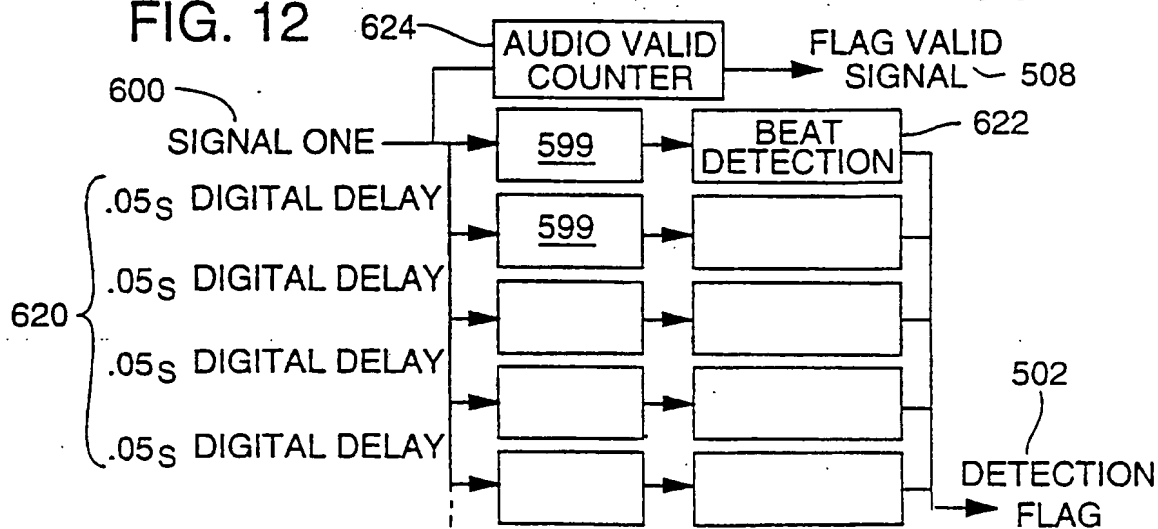 FIG. 12
624
AUDIO VALID
COUNTER
FLAG VALID
SIGNAL
508
600
SIGNAL ONE
599
BEAT
DETECTION
622
.05S DIGITAL DELAY
599
.05S DIGITAL DELAY
620
.05S DIGITAL DELAY
502
.05S DIGITAL DELAY
DETECTION
FLAG